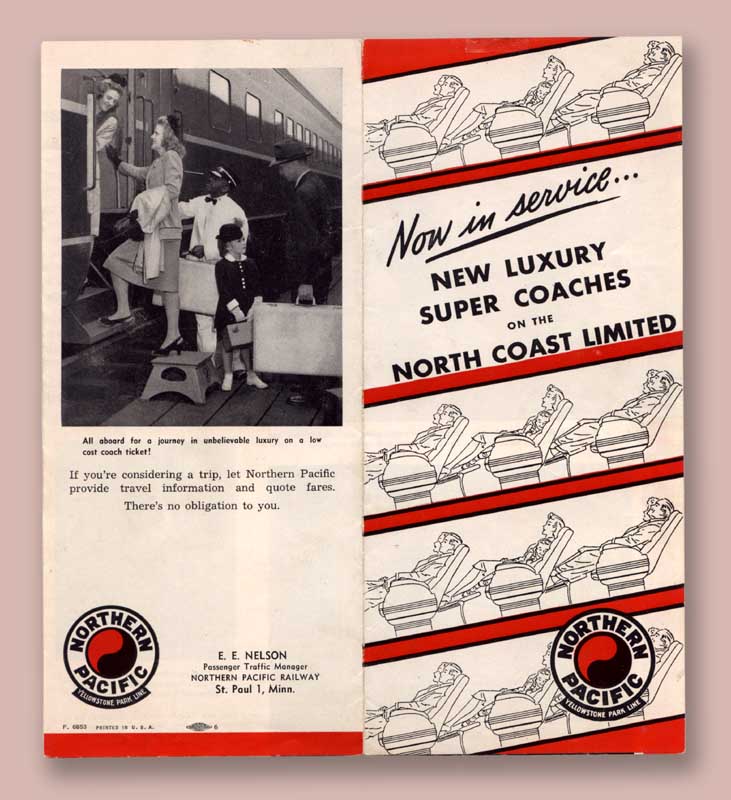 All aboard for a journey in unbelievable luxury on a low
cost coach ticket!
If you're considering a trip, let Northern Pacific
provide travel information and quote fares.
There's no obligation to you.
NORTHERN
PACIFIC
YELLOWSTONE PARK LINE
E. E. NELSON
Passenger Traffic Manager
NORTHERN PACIFIC RAILWAY
St. Paul 1, Minn.
F. 6853 PRINTED IN U. S. A.
6
Now in service...
NEW LUXURY
SUPER COACHES
ON THE
NORTH COAST LIMITED
NORTHERN
PACIFIC
YELLOWSTONE PARK LINE